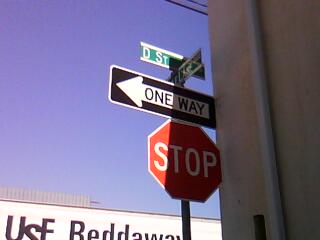 D ST
ONE WAY
STOP
USF Reddaway